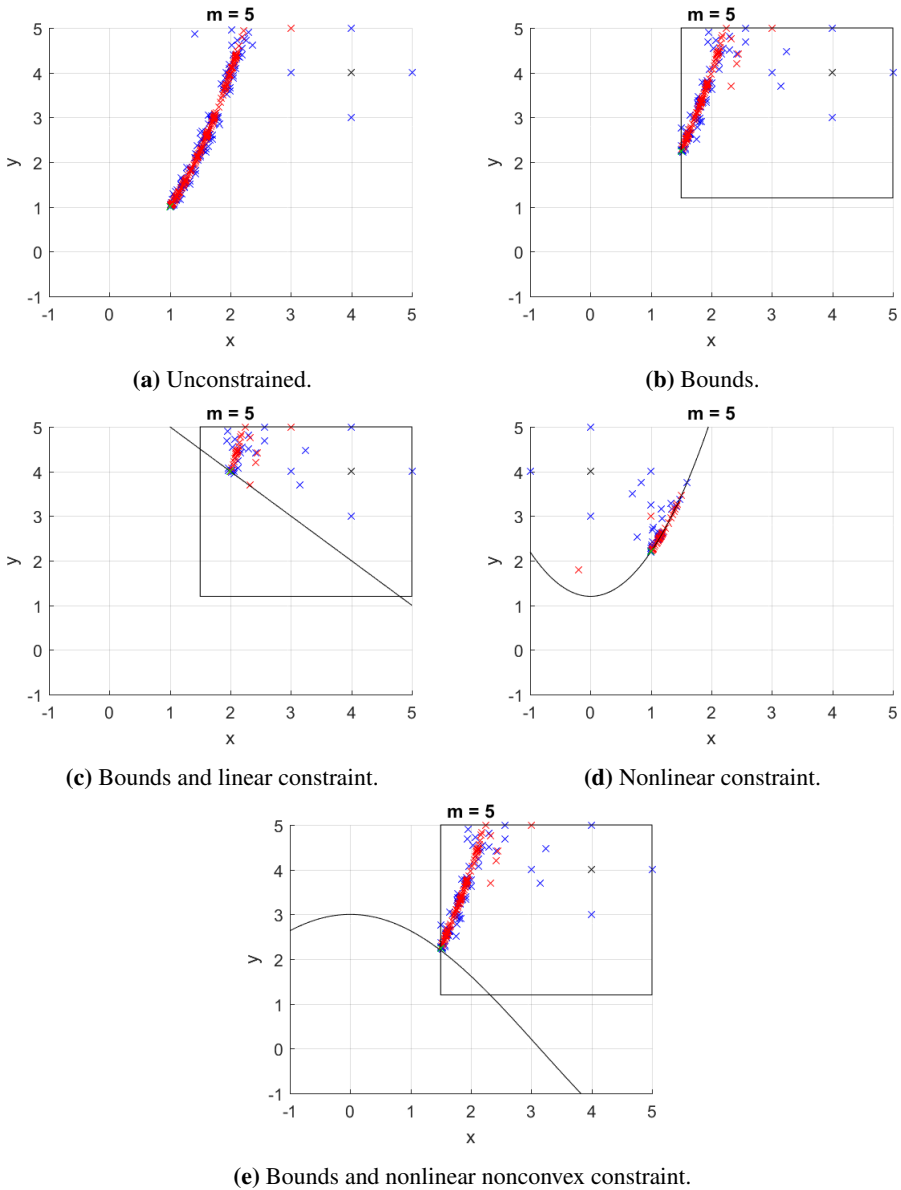 m = 5
m = 5
5
4
3
2
1
0
-1
y
-1 0 1 2 3 4 5
x
5
4
3
2
1
0
-1
y
-1 0 1 2 3 4 5
x
(a) Unconstrained.
(b) Bounds.
m = 5
m = 5
5
4
3
2
1
0
-1
y
-1 0 1 2 3 4 5
x
5
4
3
2
1
0
-1
y
-1 0 1 2 3 4 5
x
(c) Bounds and linear constraint.
(d) Nonlinear constraint.
m = 5
5
4
3
2
1
0
-1
y
-1 0 1 2 3 4 5
x
(e) Bounds and nonlinear nonconvex constraint.